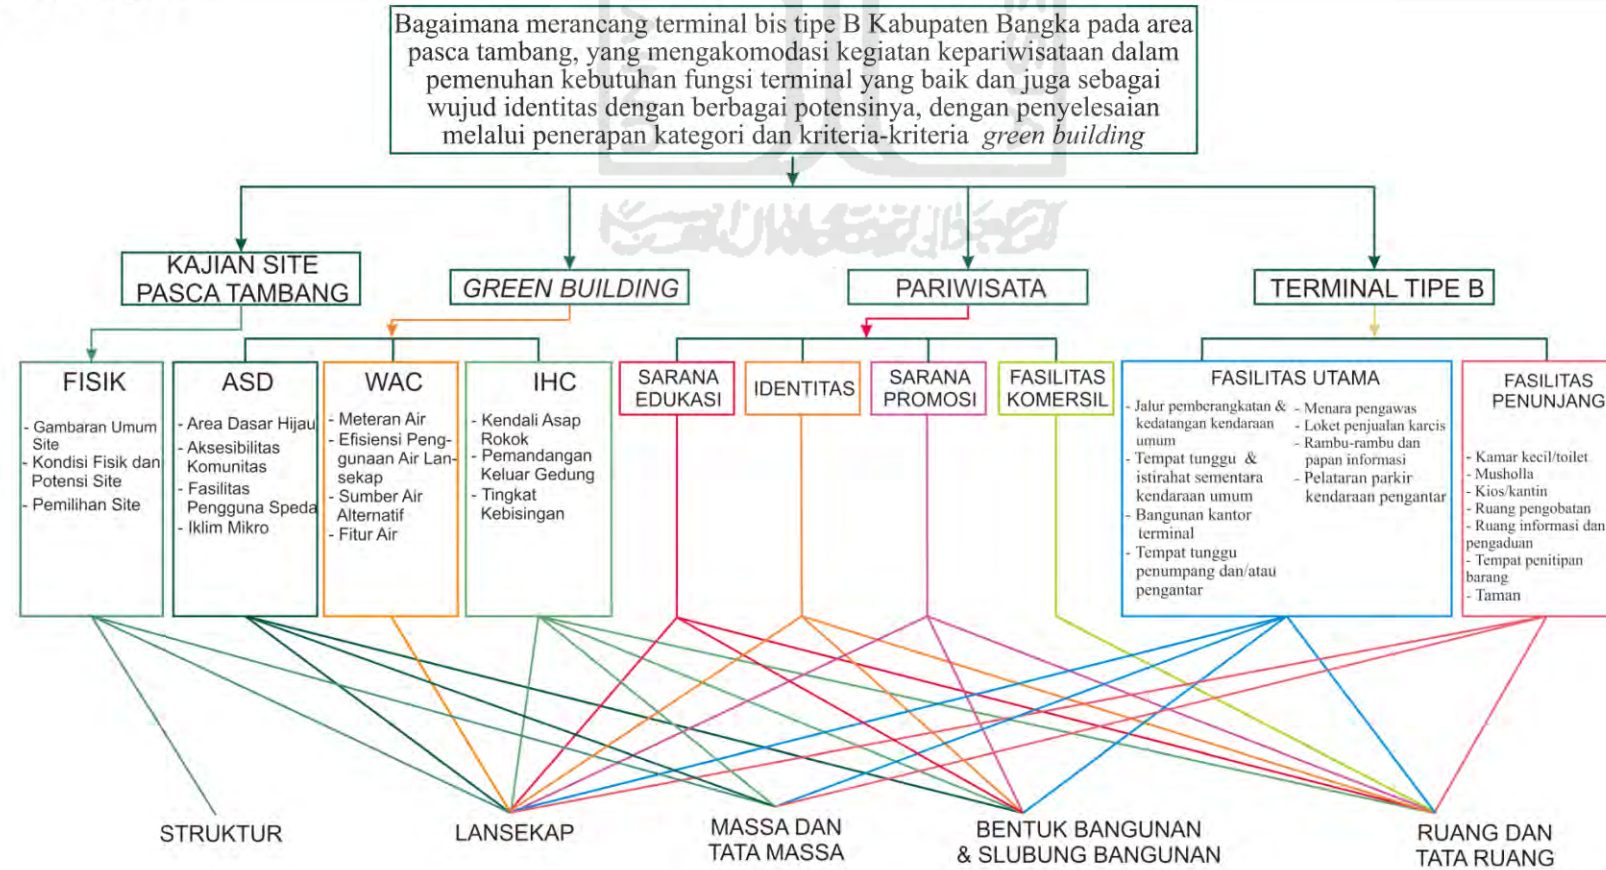 Bagaimana merancang terminal bis tipe B Kabupaten Bangka pada area
pasca tambang, yang mengakomodasi kegiatan kepariwisataan dalam
pemenuhan kebutuhan fungsi terminal yang baik dan juga sebagai
wujud identitas dengan berbagai potensinya, dengan penyelesaian
melalui penerapan kategori dan kriteria-kriteria green building
KAJIAN SITE
PASCA TAMBANG
GREEN BUILDING
PARIWISATA
TERMINAL TIPE B
FISIK
- Gambaran Umum
Site
- Kondisi Fisik dan
Potensi Site
- Pemilihan Site
ASD
- Area Dasar Hijau
- Aksesibilitas
Komunitas
- Fasilitas
Pengguna Speda
- Iklim Mikro
WAC
- Meteran Air
- Efisiensi Peng-
gunaan Air Lan-
sekap
- Sumber Air
Alternatif
- Fitur Air
IHC
- Kendali Asap
Rokok
- Pemandangan
Keluar Gedung
- Tingkat
Kebisingan
SARANA
EDUKASI
IDENTITAS
SARANA
PROMOSI
FASILITAS
KOMERSIL
FASILITAS UTAMA
- Jalur pemberangkatan &
kedatangan kendaraan
umum
- Tempat tunggu &
istirahat sementara
kendaraan umum
- Bangunan kantor
terminal
- Tempat tunggu
penumpang dan/atau
pengantar
- Menara pengawas
- Loket penjualan karcis
- Rambu-rambu dan
papan informasi
- Pelataran parkir
kendaraan pengantar
FASILITAS
PENUNJANG
- Kamar kecil/toilet
- Musholla
- Kios/kantin
- Ruang pengobatan
- Ruang informasi dan
pengaduan
- Tempat penitipan
barang
- Taman
STRUKTUR
LANSEKAP
MASSA DAN
TATA MASSA
BENTUK BANGUNAN
& SLUBUNG BANGUNAN
RUANG DAN
TATA RUANG